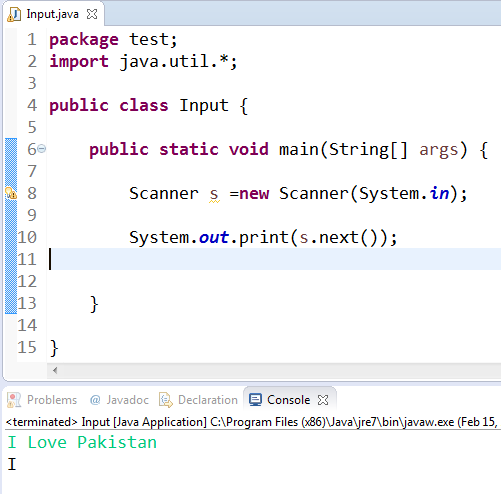 Input.java
1 package test;
2 import java.util.*;
3
4 public class Input {
5
6 public static void main(String[] args) {
7
8 Scanner s =new Scanner(System.in);
9
10 System.out.print(s.next());
11
12
13 }
14
15 }
Problems @ Javadoc Declaration Console
<terminated> Input [Java Application] C:\Program Files (x86)\Java\jre7\bin\javaw.exe (Feb 15,
I Love Pakistan
I